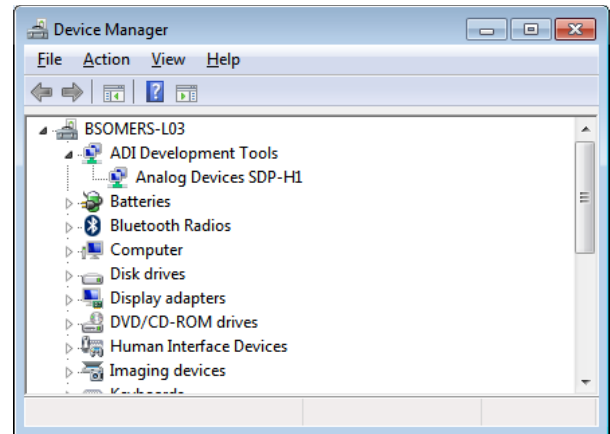 Device Manager
File Action View Help
BSOMERS-L03
ADI Development Tools
Analog Devices SDP-H1
Batteries
Bluetooth Radios
Computer
Disk drives
Display adapters
DVD/CD-ROM drives
Human Interface Devices
Imaging devices
Keyboards